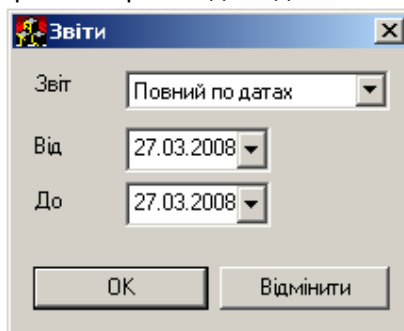 Звіти
Звіт Повний по датах
Від 27.03.2008
До 27.03.2008
OK Відмінити